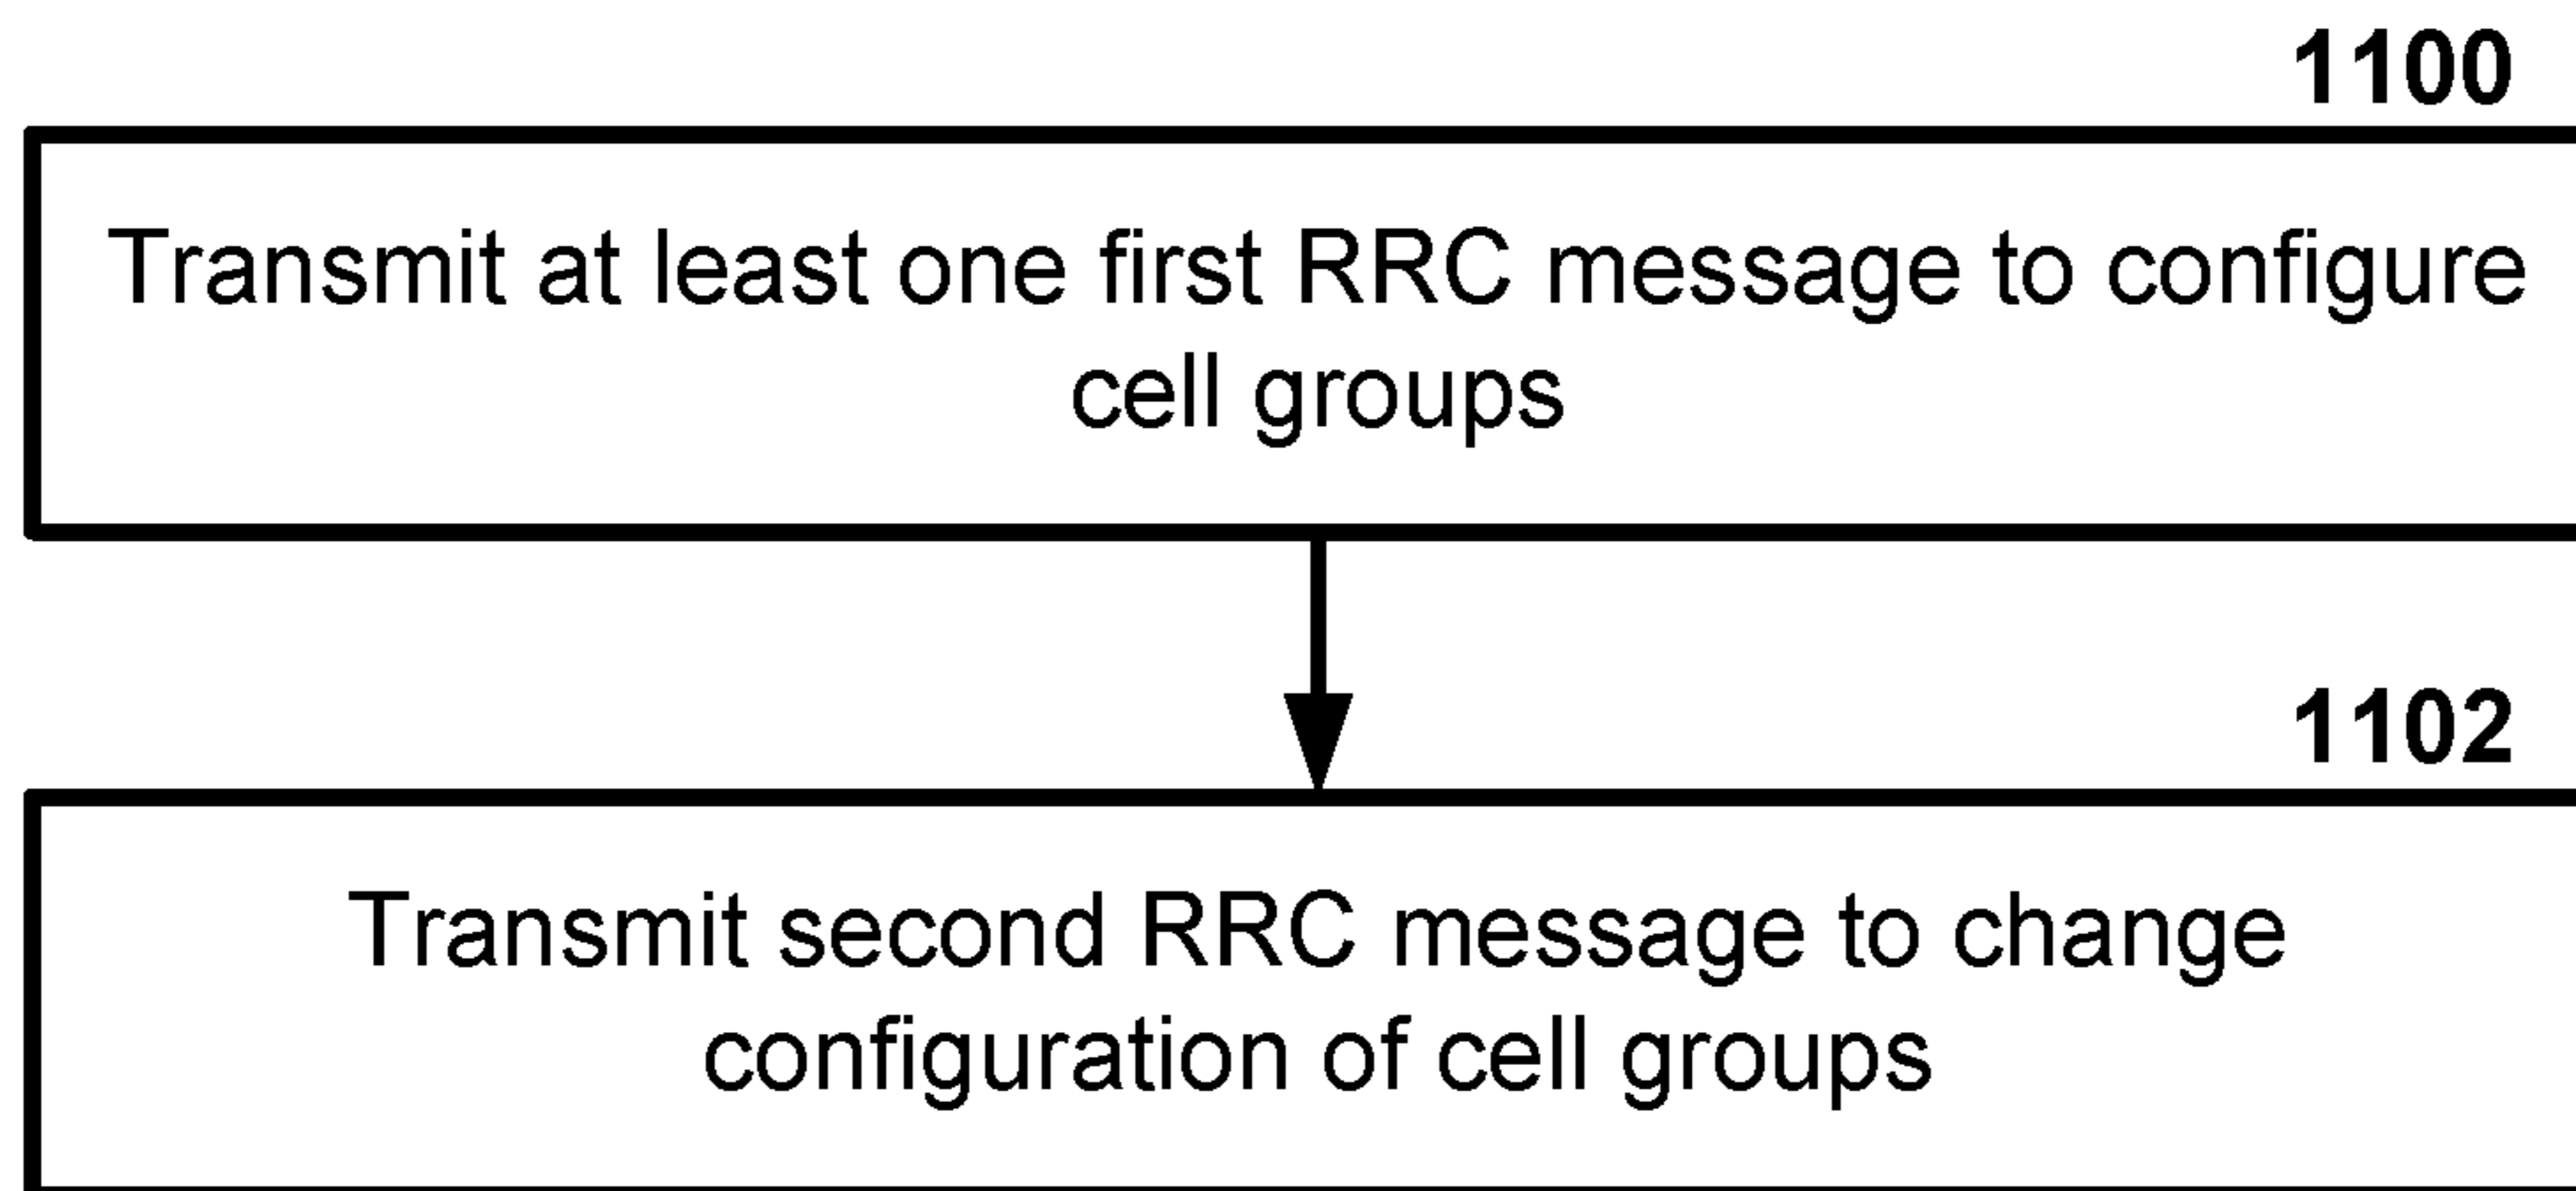 1100
Transmit at least one first RRC message to configure
cell groups
1102
Transmit second RRC message to change
configuration of cell groups